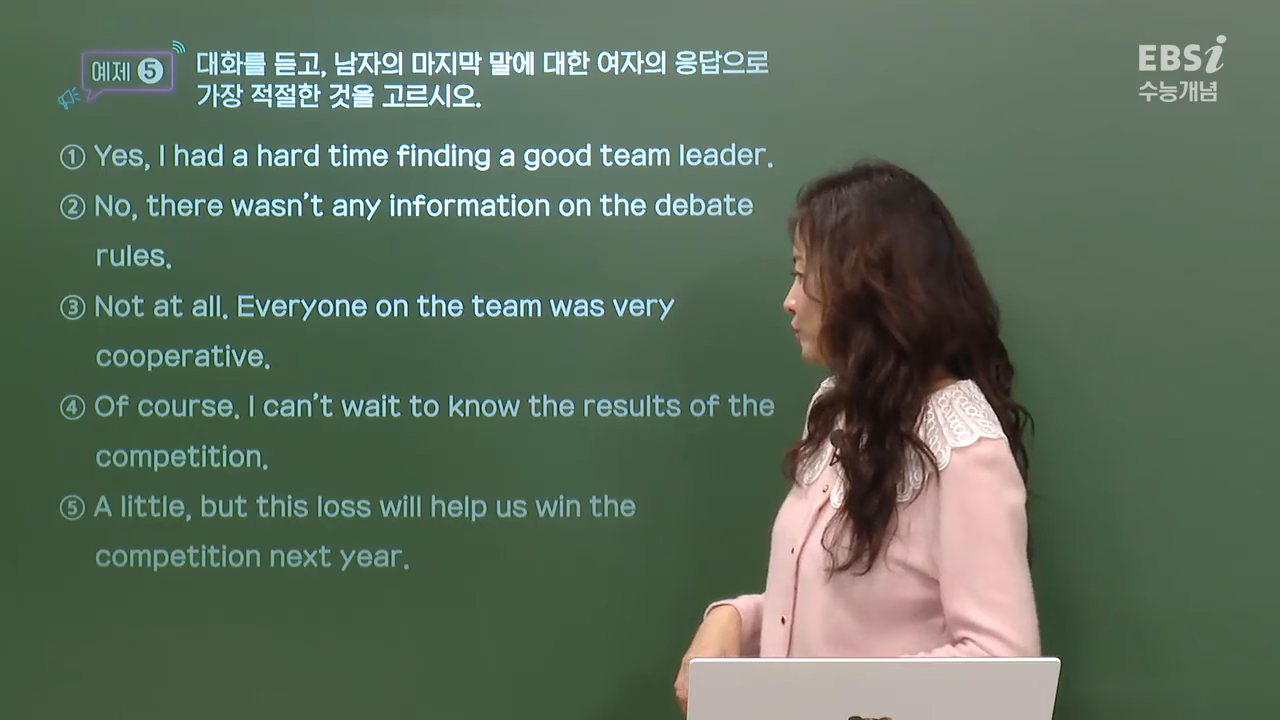 예제 5
대화를 듣고, 남자의 마지막 말에 대한 여자의 응답으로
가장 적절한 것을 고르시오.
EBSi
수능개념
① Yes, I had a hard time finding a good team leader.
② No, there wasn't any information on the debate
rules.
③ Not at all. Everyone on the team was very
cooperative.
④ Of course. I can't wait to know the results of the
competition.
⑤ A little, but this loss will help us win the
competition next year.